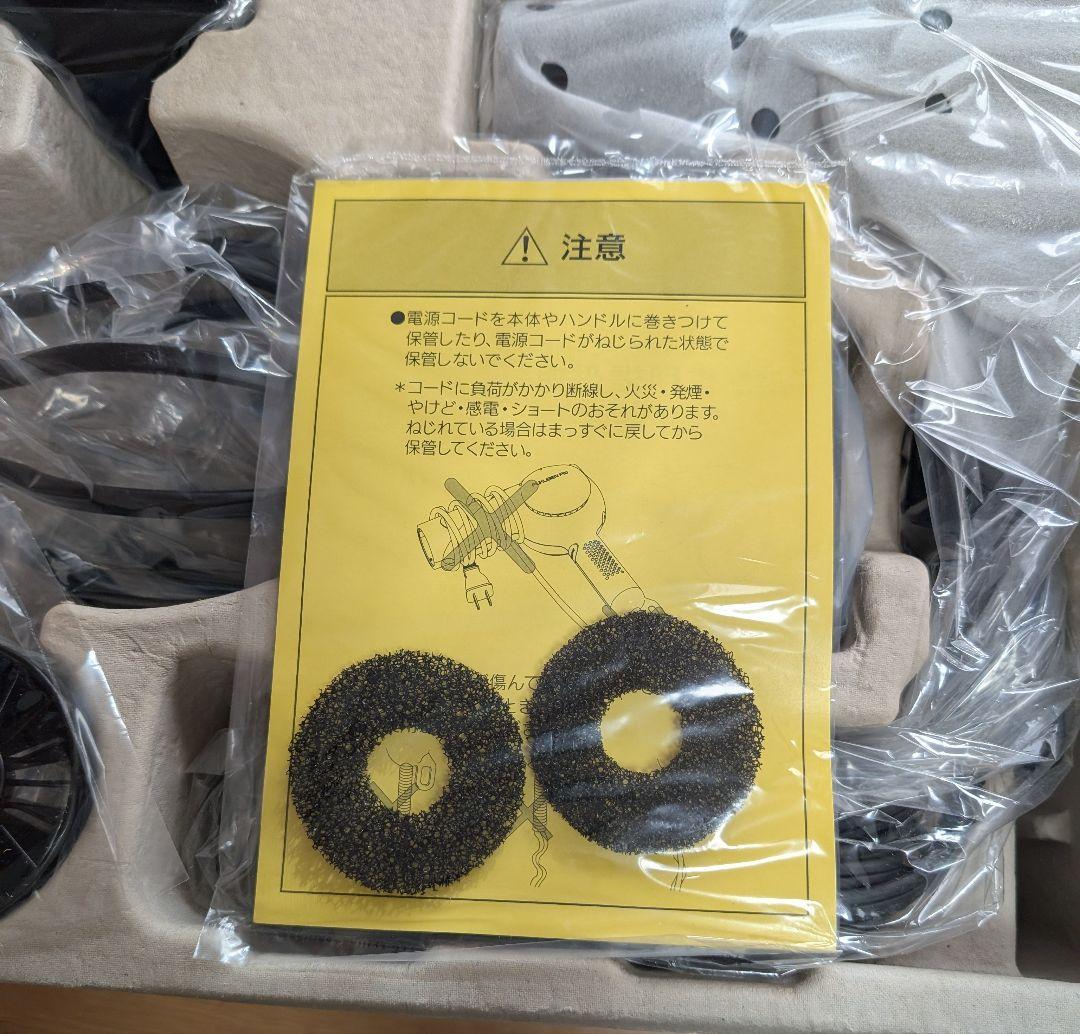 注意
●電源コードを本体やハンドルに巻きつけて
保管したり、電源コードがねじられた状態で
保管しないでください。
＊コードに負荷がかかり断線し、火災・発煙・
やけど・感電・ショートのおそれがあります。
ねじれている場合はまっすぐに戻してから
保管してください。
傷んで